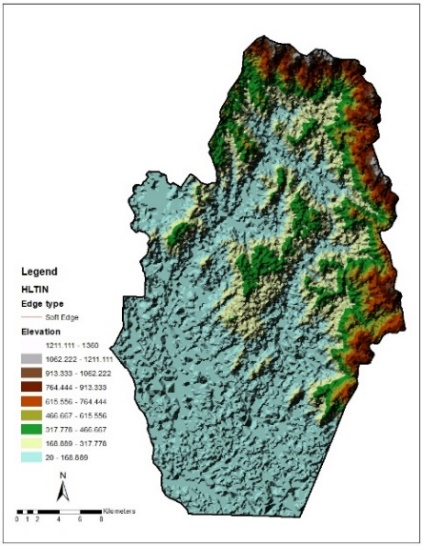 Legend
HLTIN
Edge type
Soft Edge
Elevation
1211.111 - 1360
1062.222 - 1211.111
913.333 - 1062.222
764.444 - 913.333
615.556 - 764.444
466.667 - 615.556
317.778 - 466.667
168.889 - 317.778
20 - 168.889
N
0 1 2 4 6 8 Kilometers